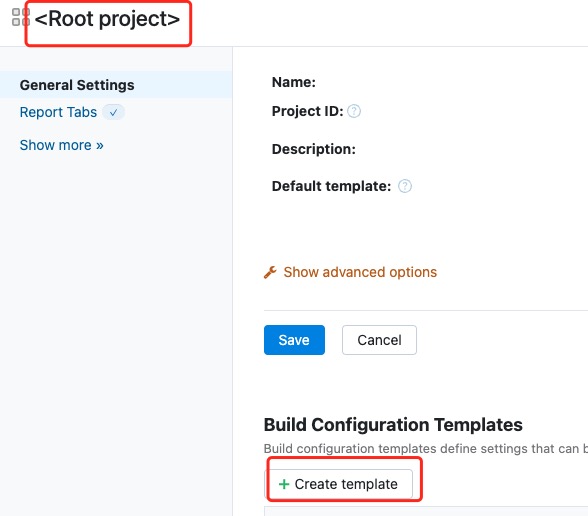 <Root project>
General Settings
Report Tabs
Show more »
Name:
Project ID: ?
Description:
Default template: ?
Show advanced options
Save
Cancel
Build Configuration Templates
Build configuration templates define settings that can b
+ Create template